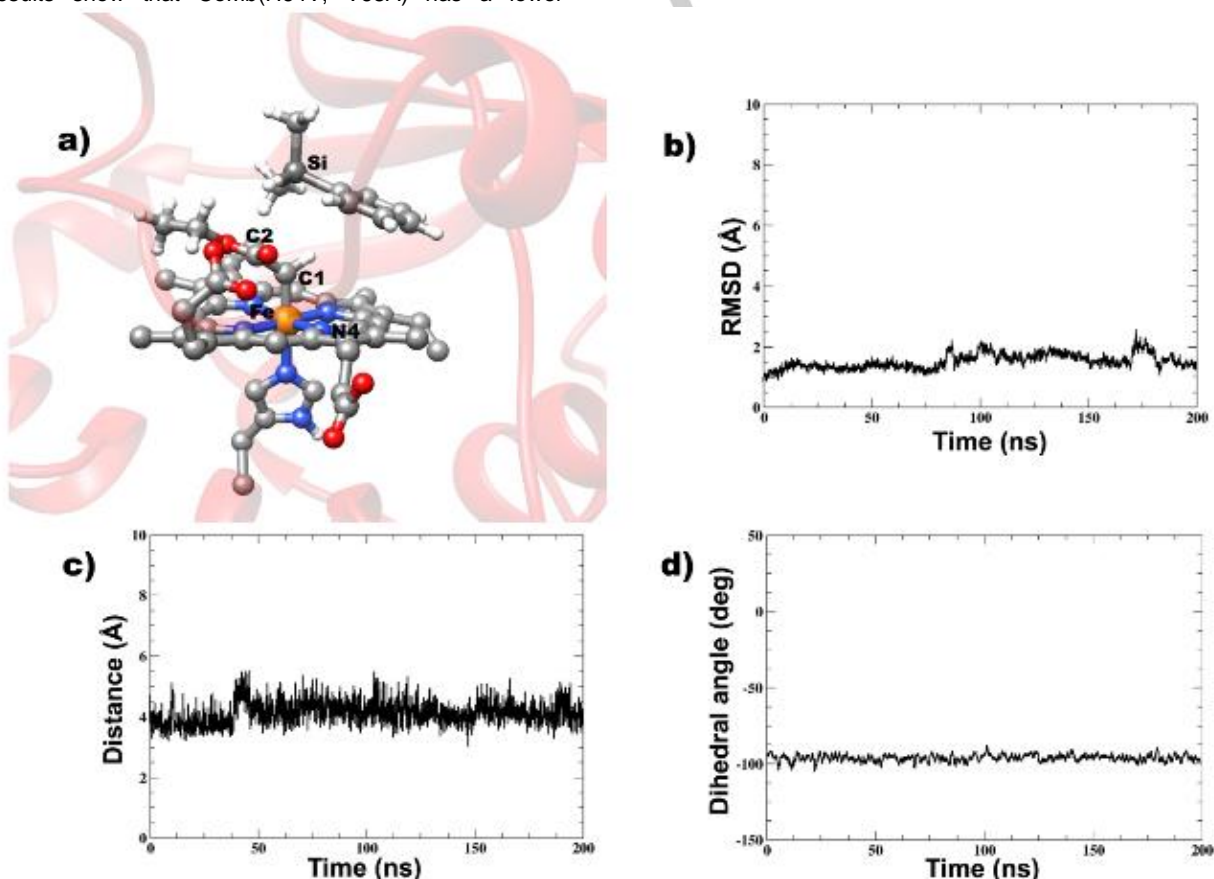 a)
Si
C2
C1
Fe
N4
b)
10
8
6
4
2
0
RMSD (Å)
0 50 100 150 200
Time (ns)
c)
10
8
6
4
2
0
Distance (Å)
0 50 100 150 200
Time (ns)
d)
50
0
-50
-100
-150
Dihedral angle (deg)
0 50 100 150 200
Time (ns)